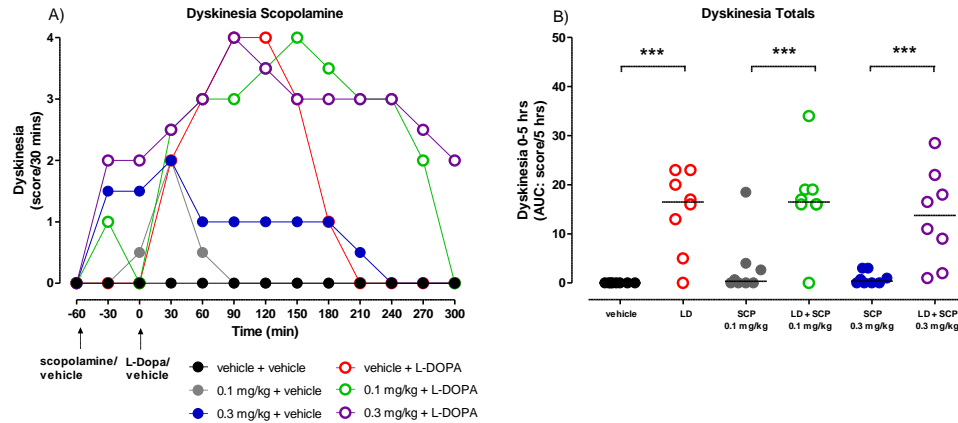 A)
Dyskinesia Scopolamine
Dyskinesia
(score/30 mins)
4
3
2
1
0
-60 -30 0 30 60 90 120 150 180 210 240 270 300
Time (min)
scopolamine/
vehicle
L-Dopa/
vehicle
vehicle + vehicle
0.1 mg/kg + vehicle
0.3 mg/kg + vehicle
vehicle + L-DOPA
0.1 mg/kg + L-DOPA
0.3 mg/kg + L-DOPA
B)
Dyskinesia Totals
Dyskinesia 0-5 hrs
(AUC: score/5 hrs)
50
40
30
20
10
0
*** *** ***
vehicle LD SCP LD + SCP SCP LD + SCP
0.1 mg/kg 0.1 mg/kg 0.3 mg/kg 0.3 mg/kg